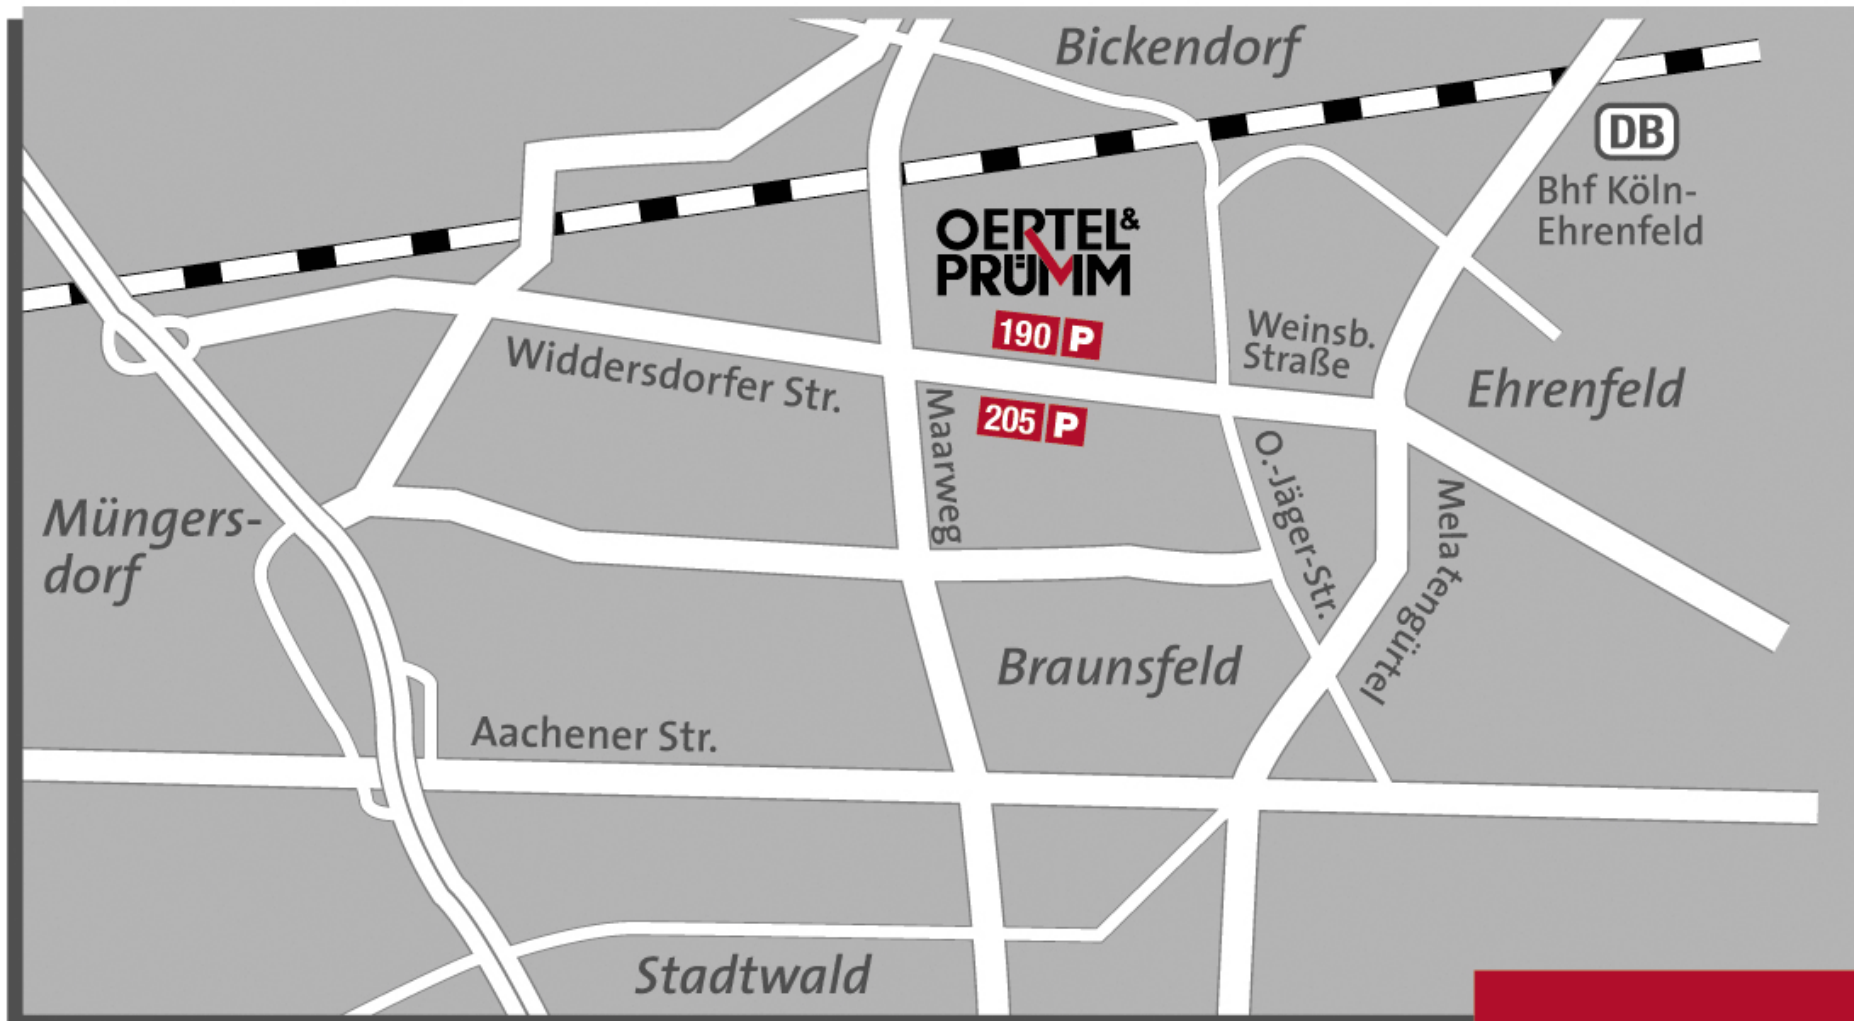 Bickendorf
DB
Bhf Köln-
Ehrenfeld
OERTEL&
PRÜMM
190 P
Weinsb.
Straße
Widdersdorfer Str.
205 P
Maarweg
Ehrenfeld
O.-Jäger-Str.
Melatengürtel
Müngers-
dorf
Braunsfeld
Aachener Str.
Stadtwald